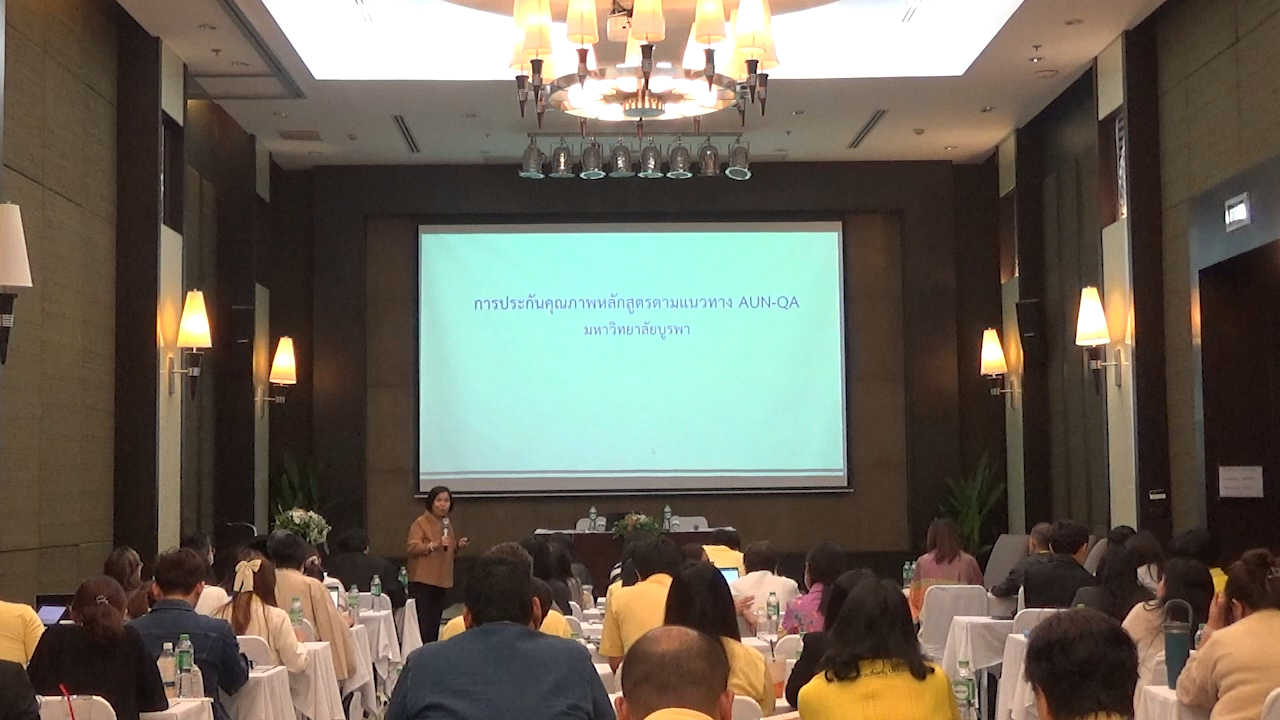 การประกันคุณภาพหลักสูตรตามแนวทาง AUN-QA
มหาวิทยาลัยบูรพา